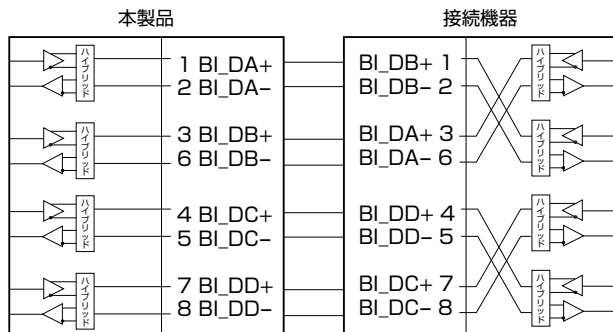 本製品
接続機器
ハイブリッド
1 BI_DA+
2 BI_DA-
BI_DB+ 1
BI_DB- 2
ハイブリッド
ハイブリッド
3 BI_DB+
6 BI_DB-
BI_DA+ 3
BI_DA- 6
ハイブリッド
ハイブリッド
4 BI_DC+
5 BI_DC-
BI_DD+ 4
BI_DD- 5
ハイブリッド
ハイブリッド
7 BI_DD+
8 BI_DD-
BI_DC+ 7
BI_DC- 8
ハイブリッド